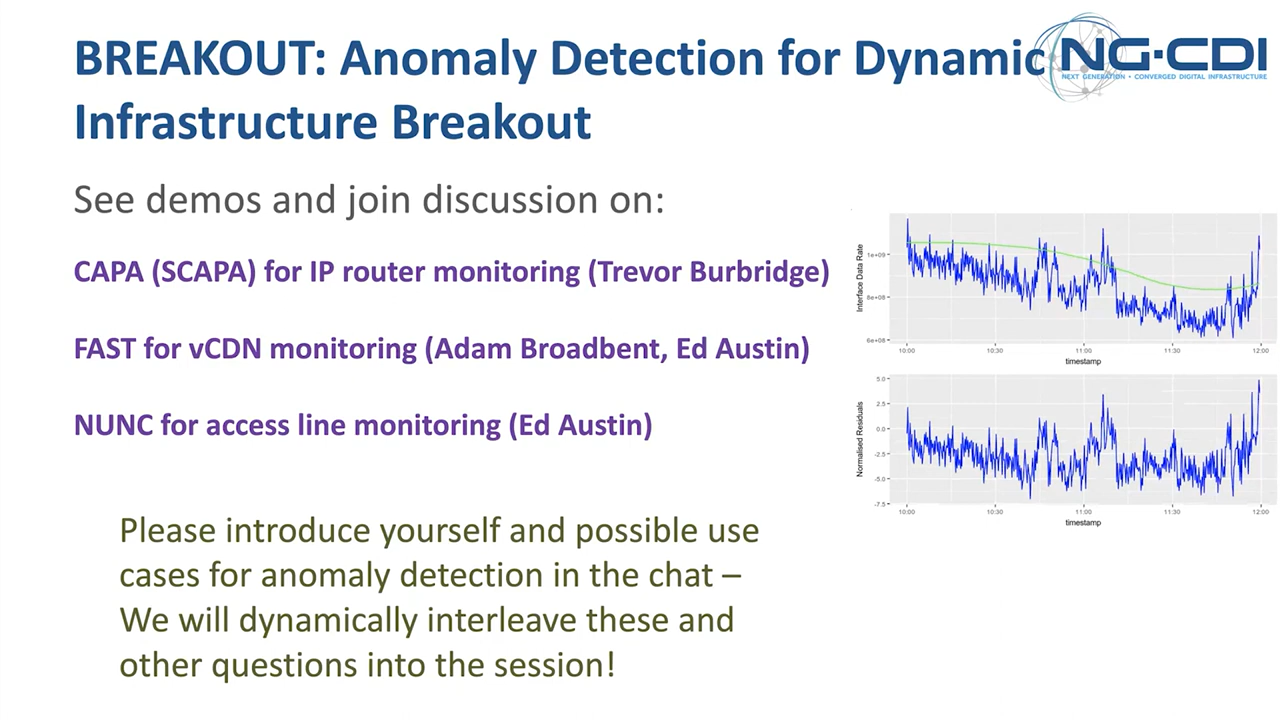 BREAKOUT: Anomaly Detection for Dynamic
Infrastructure Breakout
NG-CDI
NEXT GENERATION • CONVERGED DIGITAL INFRASTRUCTURE
See demos and join discussion on:
CAPA (SCAPA) for IP router monitoring (Trevor Burbridge)
FAST for vCDN monitoring (Adam Broadbent, Ed Austin)
NUNC for access line monitoring (Ed Austin)
Please introduce yourself and possible use
cases for anomaly detection in the chat –
We will dynamically interleave these and
other questions into the session!
Interface Data Rate
1e+09
8e+08
6e+08
10:00 10:30 11:00 11:30 12:00
timestamp
Normalised Residuals
5.0
2.5
0.0
-2.5
-5.0
-7.5
10:00 10:30 11:00 11:30 12:00
timestamp